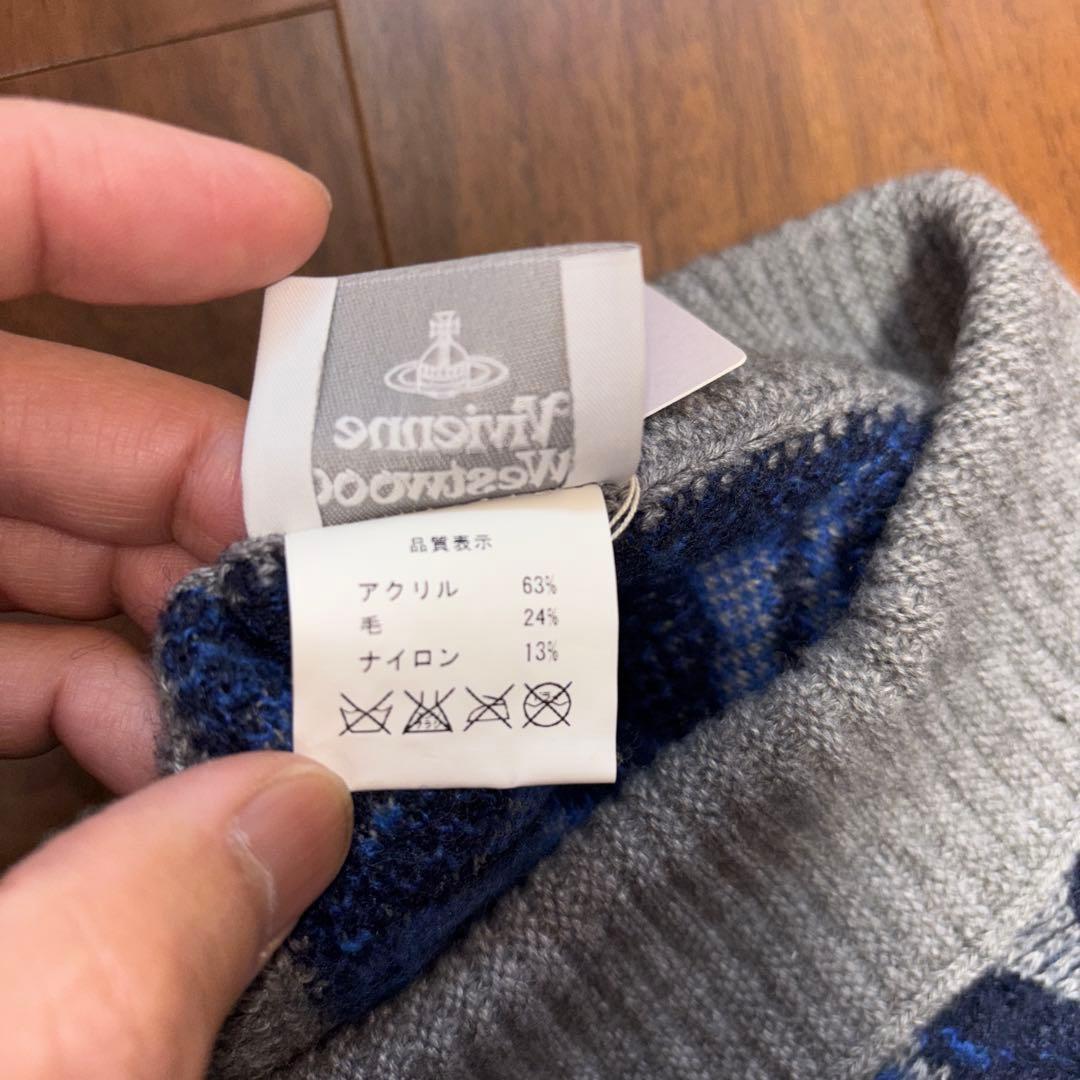 Vivienne
Westwood
品質表示
アクリル 63%
毛 24%
ナイロン 13%